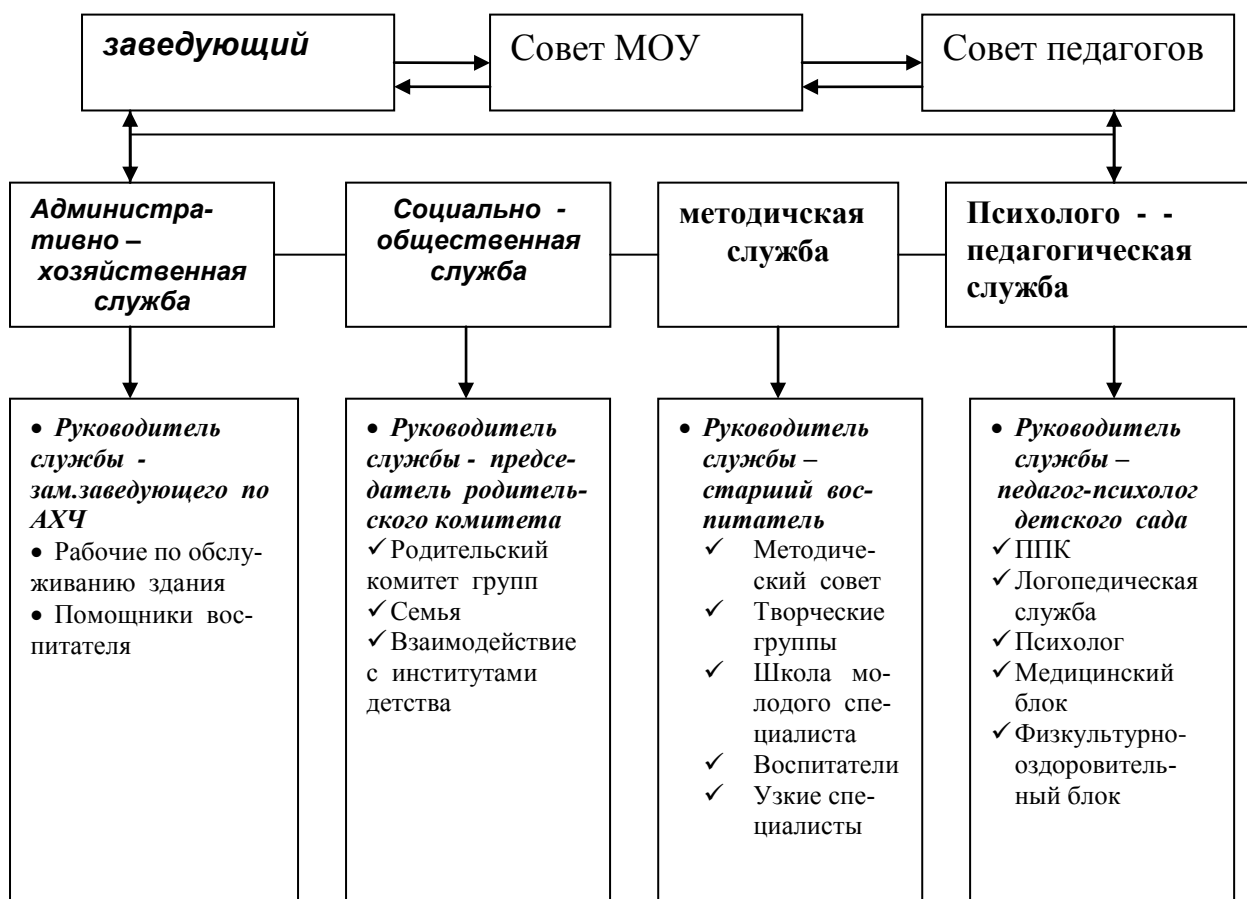 заведующий
Совет МОУ
Совет педагогов
Администра-
тивно –
хозяйственная
служба
Социально -
общественная
служба
методичская
служба
Психолого - -
педагогическая
служба
• Руководитель
службы -
зам.заведующего по
АХЧ
• Рабочие по обслу-
живанию здания
• Помощники вос-
питателя
• Руководитель
службы - предсе-
датель родитель-
ского комитета
✓ Родительский
комитет групп
✓ Семья
✓ Взаимодействие
с институтами
детства
• Руководитель
службы –
старший вос-
питатель
✓ Методиче-
ский совет
✓ Творческие
группы
✓ Школа мо-
лодого спе-
циалиста
✓ Воспитатели
✓ Узкие спе-
циалисты
• Руководитель
службы –
педагог-психолог
детского сада
✓ ППК
✓ Логопедическая
служба
✓ Психолог
✓ Медицинский
блок
✓ Физкультурно-
оздоровитель-
ный блок